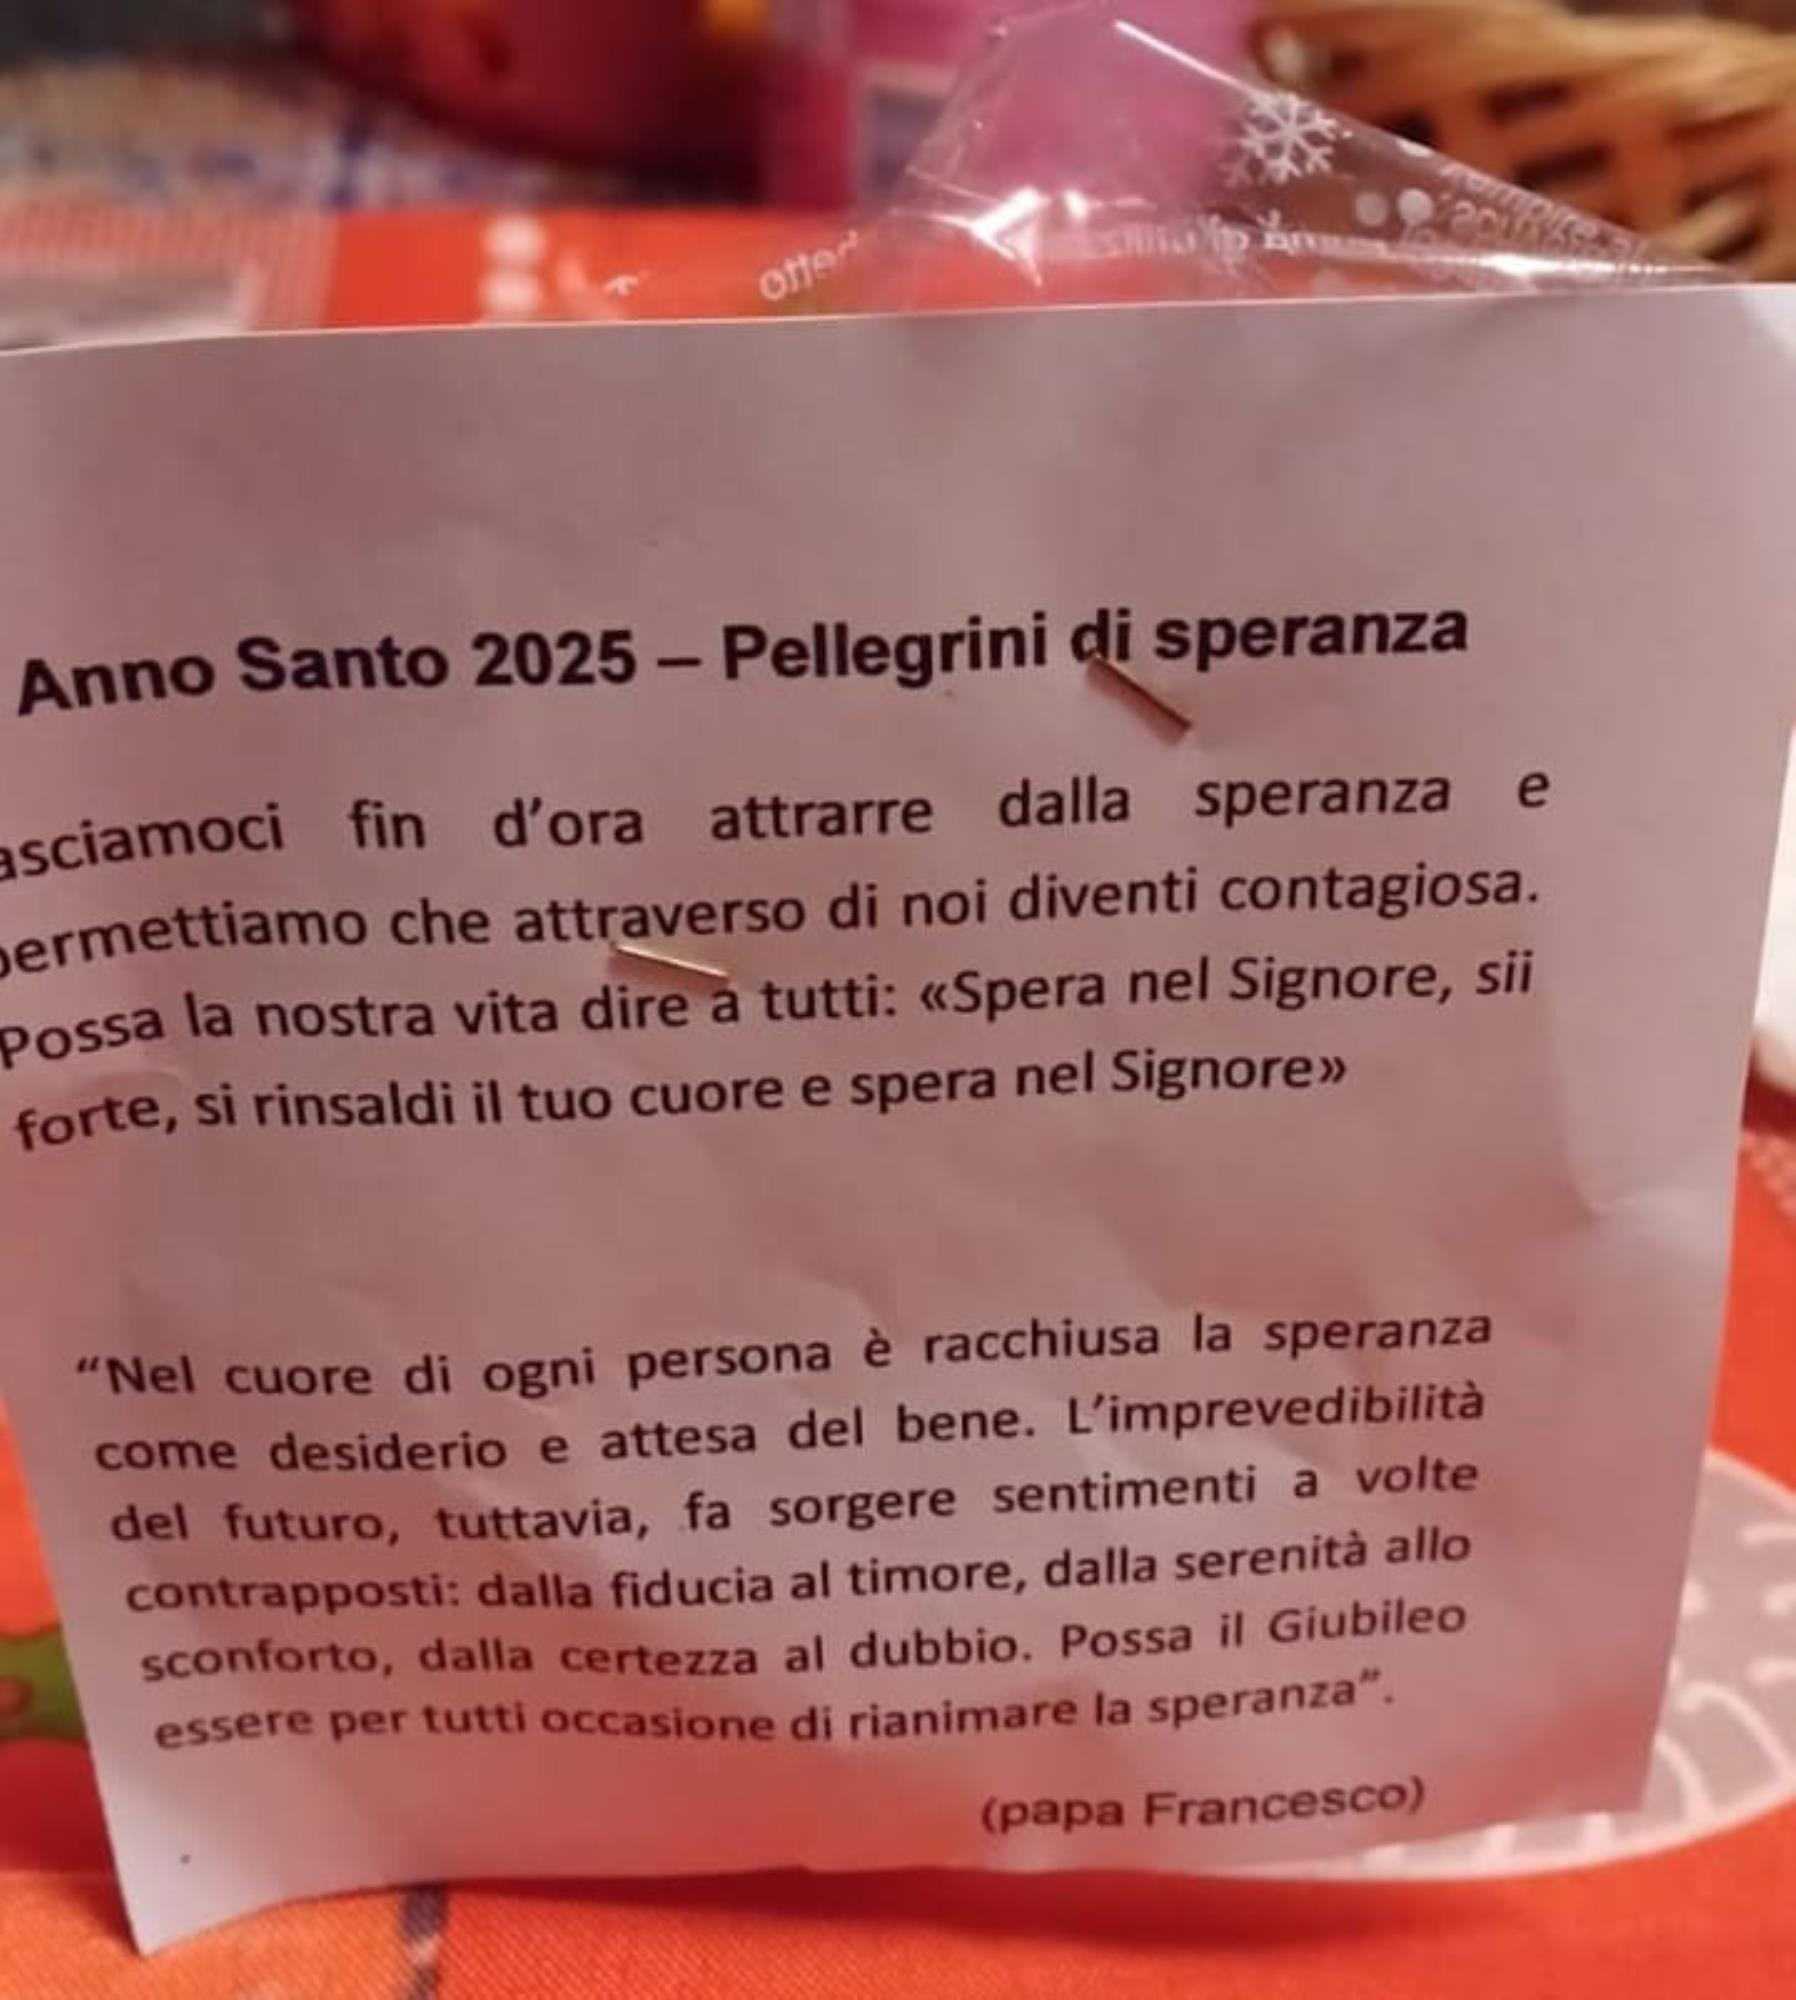 otte
Anno Santo 2025 – Pellegrini di speranza
asciamoci fin d'ora attrarre dalla speranza e
permettiamo che attraverso di noi diventi contagiosa.
Possa la nostra vita dire a tutti: «Spera nel Signore, sii
forte, si rinsaldi il tuo cuore e spera nel Signore»
“Nel cuore di ogni persona è racchiusa la speranza
come desiderio e attesa del bene. L’imprevedibilità
del futuro, tuttavia, fa sorgere sentimenti a volte
contrapposti: dalla fiducia al timore, dalla serenità allo
sconforto, dalla certezza al dubbio. Possa il Giubileo
essere per tutti occasione di rianimare la speranza”.
(papa Francesco)